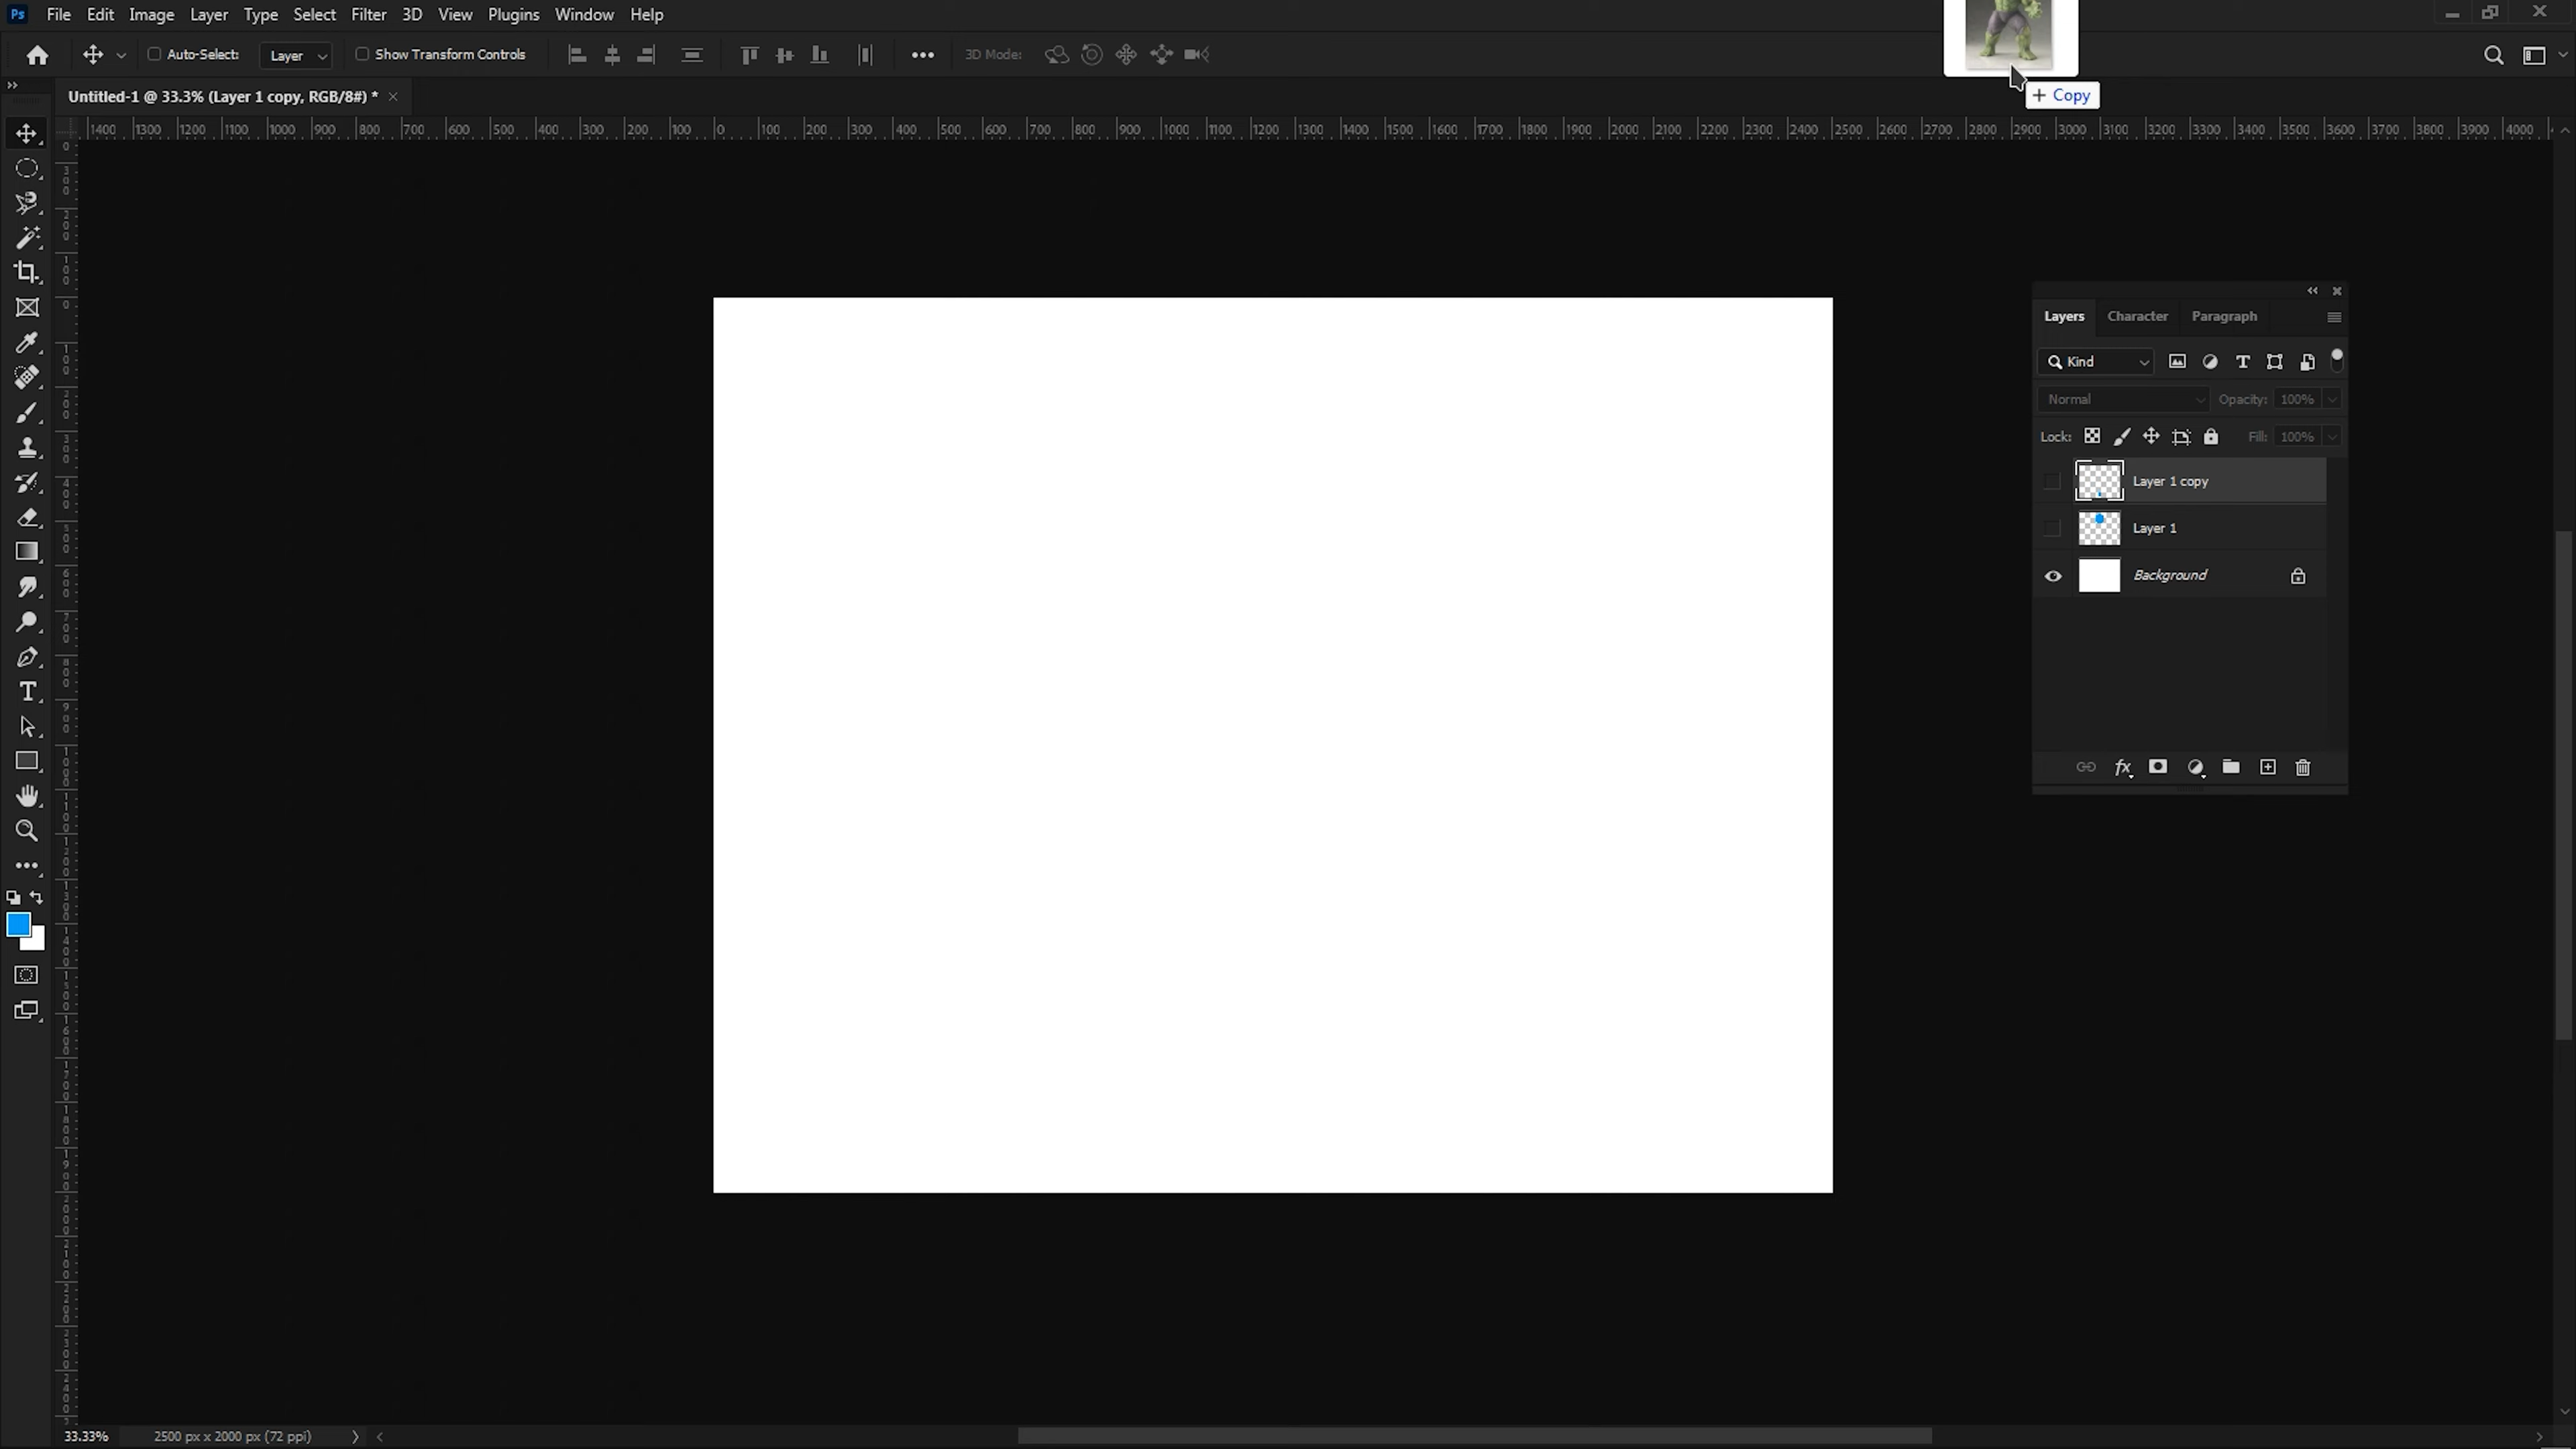 Ps File Edit Image Layer Type Select Filter 3D View Plugins Window Help
Auto-Select: Layer Show Transform Controls 3D Mode:
+ Copy
Untitled-1 @ 33.3% (Layer 1 copy, RGB/8#) *
1400 1300 1200 1100 1000 900 800 700 600 500 400 300 200 100 0 100 200 300 400 500 600 700 800 900 1000 1100 1200 1300 1400 1500 1600 1700 1800 1900 2000 2100 2200 2300 2400 2500 2600 2700 2800 2900 3000 3100 3200 3300 3400 3500 3600 3700 3800 3900 4000
Layers Character Paragraph
Kind
Normal Opacity: 100%
Lock: Fill: 100%
Layer 1 copy
Layer 1
Background
fx
33.33% 2500 px x 2000 px (72 ppi)